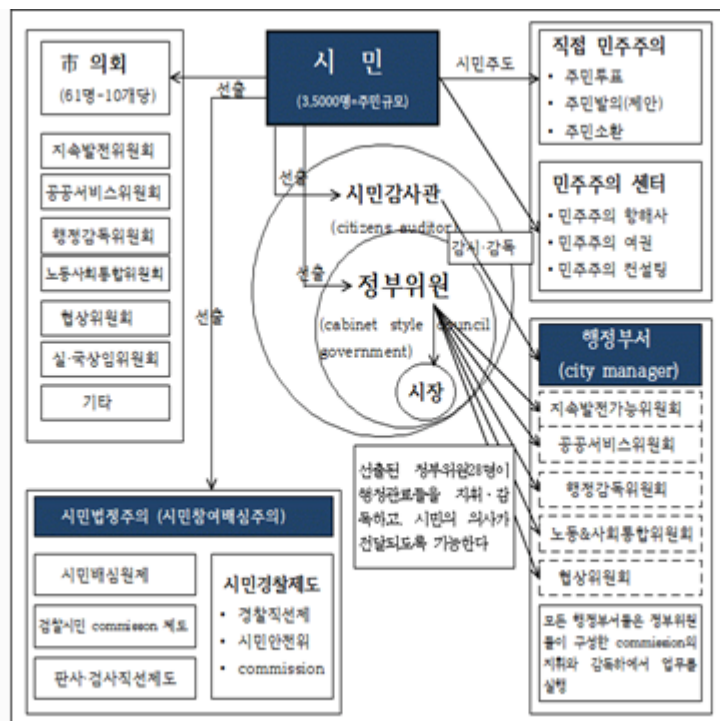 市 의회
(61명-10개당)
지속발전위원회
공공서비스위원회
행정감독위원회
노동사회통합위원회
협상위원회
실·국상임위원회
기타
시 민
(3,5000명=주민규모)
선출
시민주도
직접 민주주의
• 주민투표
• 주민발의(제안)
• 주민소환
민주주의 센터
• 민주주의 항해사
• 민주주의 여권
• 민주주의 컨설팅
선출
시민감사관
(citizens auditor)
감시·감독
선출
정부위원
(cabinet style council
government)
시장
선출
행정부서
(city manager)
지속발전가능위원회
공공서비스위원회
행정감독위원회
노동&사회통합위원회
협상위원회
모든 행정부서들은 정부위원
들이 구성한 commission의
지휘와 감독하에서 업무를
실행
선출된 정부위원28명이
행정관료들을 지휘·감
독하고, 시민의 의사가
전달되도록 기능한다
시민법정주의 (시민참여배심주의)
시민배심원제
검찰시민 commisson 제도
판사·검사직선제도
시민경찰제도
• 경찰직선제
• 시민안전위
• commission